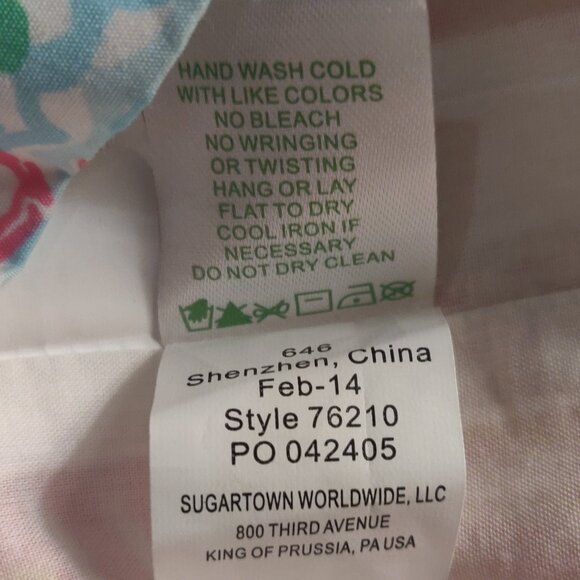 HAND WASH COLD
WITH LIKE COLORS
NO BLEACH
NO WRINGING
OR TWISTING
HANG OR LAY
FLAT TO DRY
COOL IRON IF
NECESSARY
DO NOT DRY CLEAN
646
Shenzhen, China
Feb-14
Style 76210
PO 042405
SUGARTOWN WORLDWIDE, LLC
800 THIRD AVENUE
KING OF PRUSSIA, PA USA